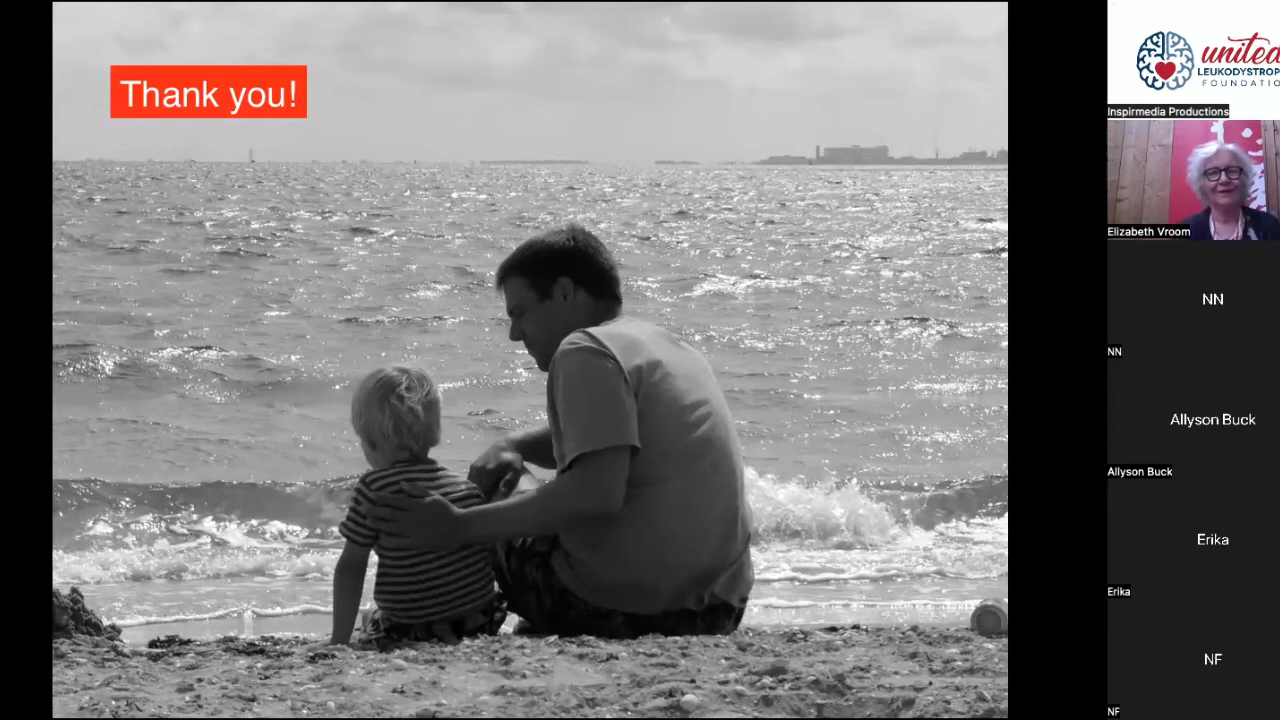 Thank you!
united
LEUKODYSTROP
FOUNDATIO
Inspirmedia Productions
Elizabeth Vroom
NN
NN
Allyson Buck
Allyson Buck
Erika
Erika
NF
NF